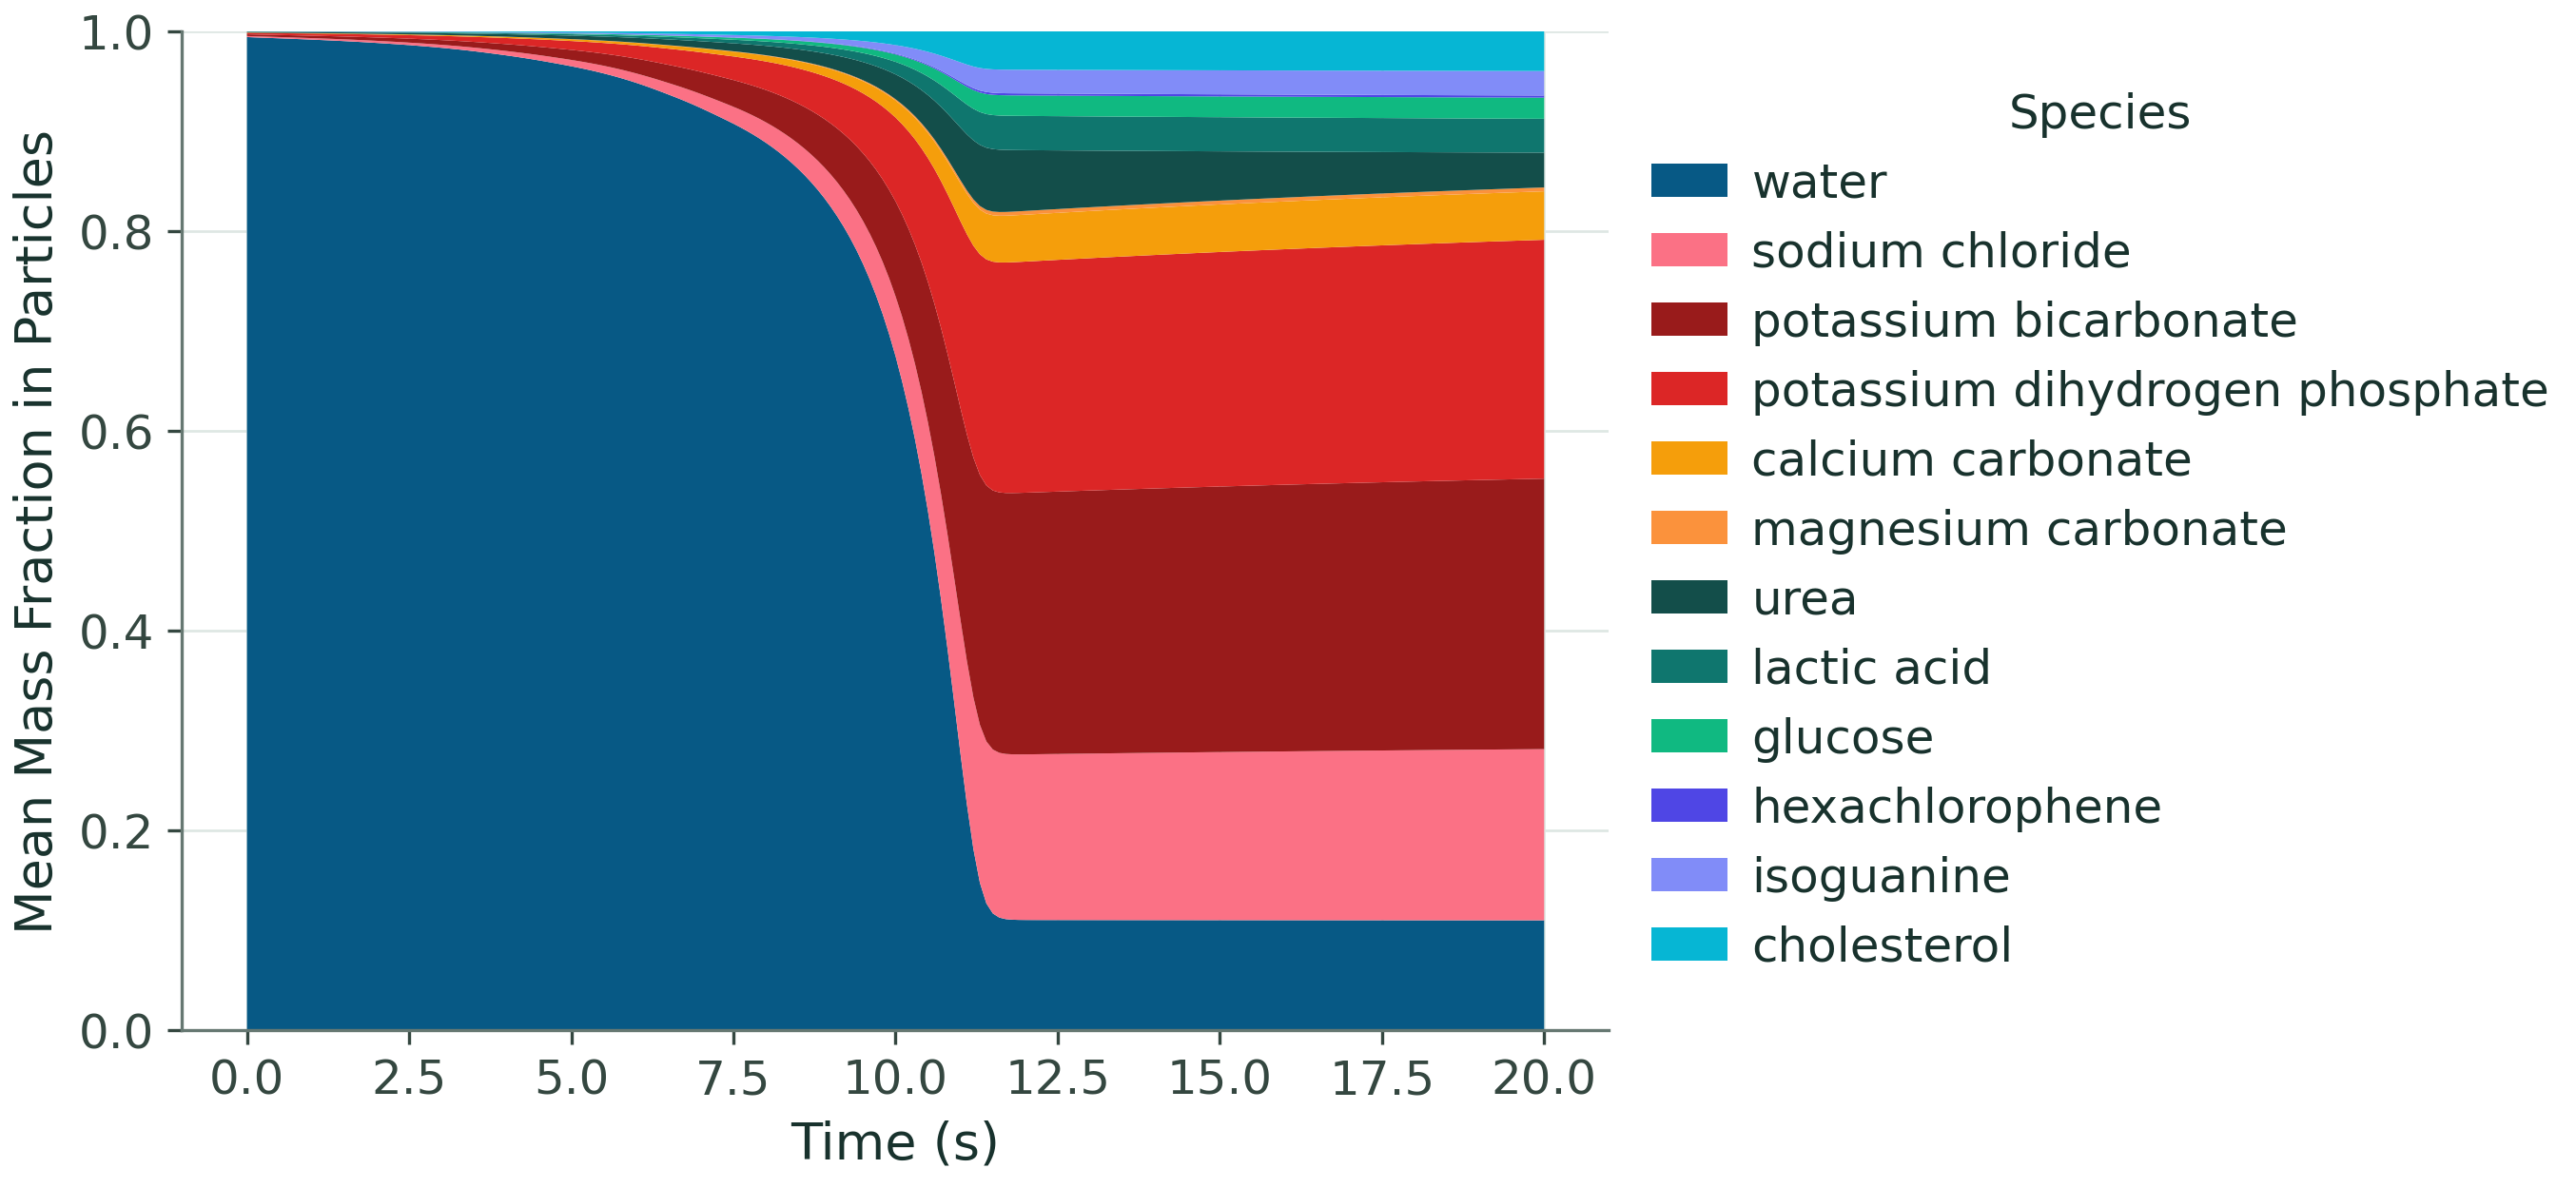 Mean Mass Fraction in Particles
1.0
0.8
0.6
0.4
0.2
0.0
0.0 2.5 5.0 7.5 10.0 12.5 15.0 17.5 20.0
Time (s)
Species
water
sodium chloride
potassium bicarbonate
potassium dihydrogen phosphate
calcium carbonate
magnesium carbonate
urea
lactic acid
glucose
hexachlorophene
isoguanine
cholesterol